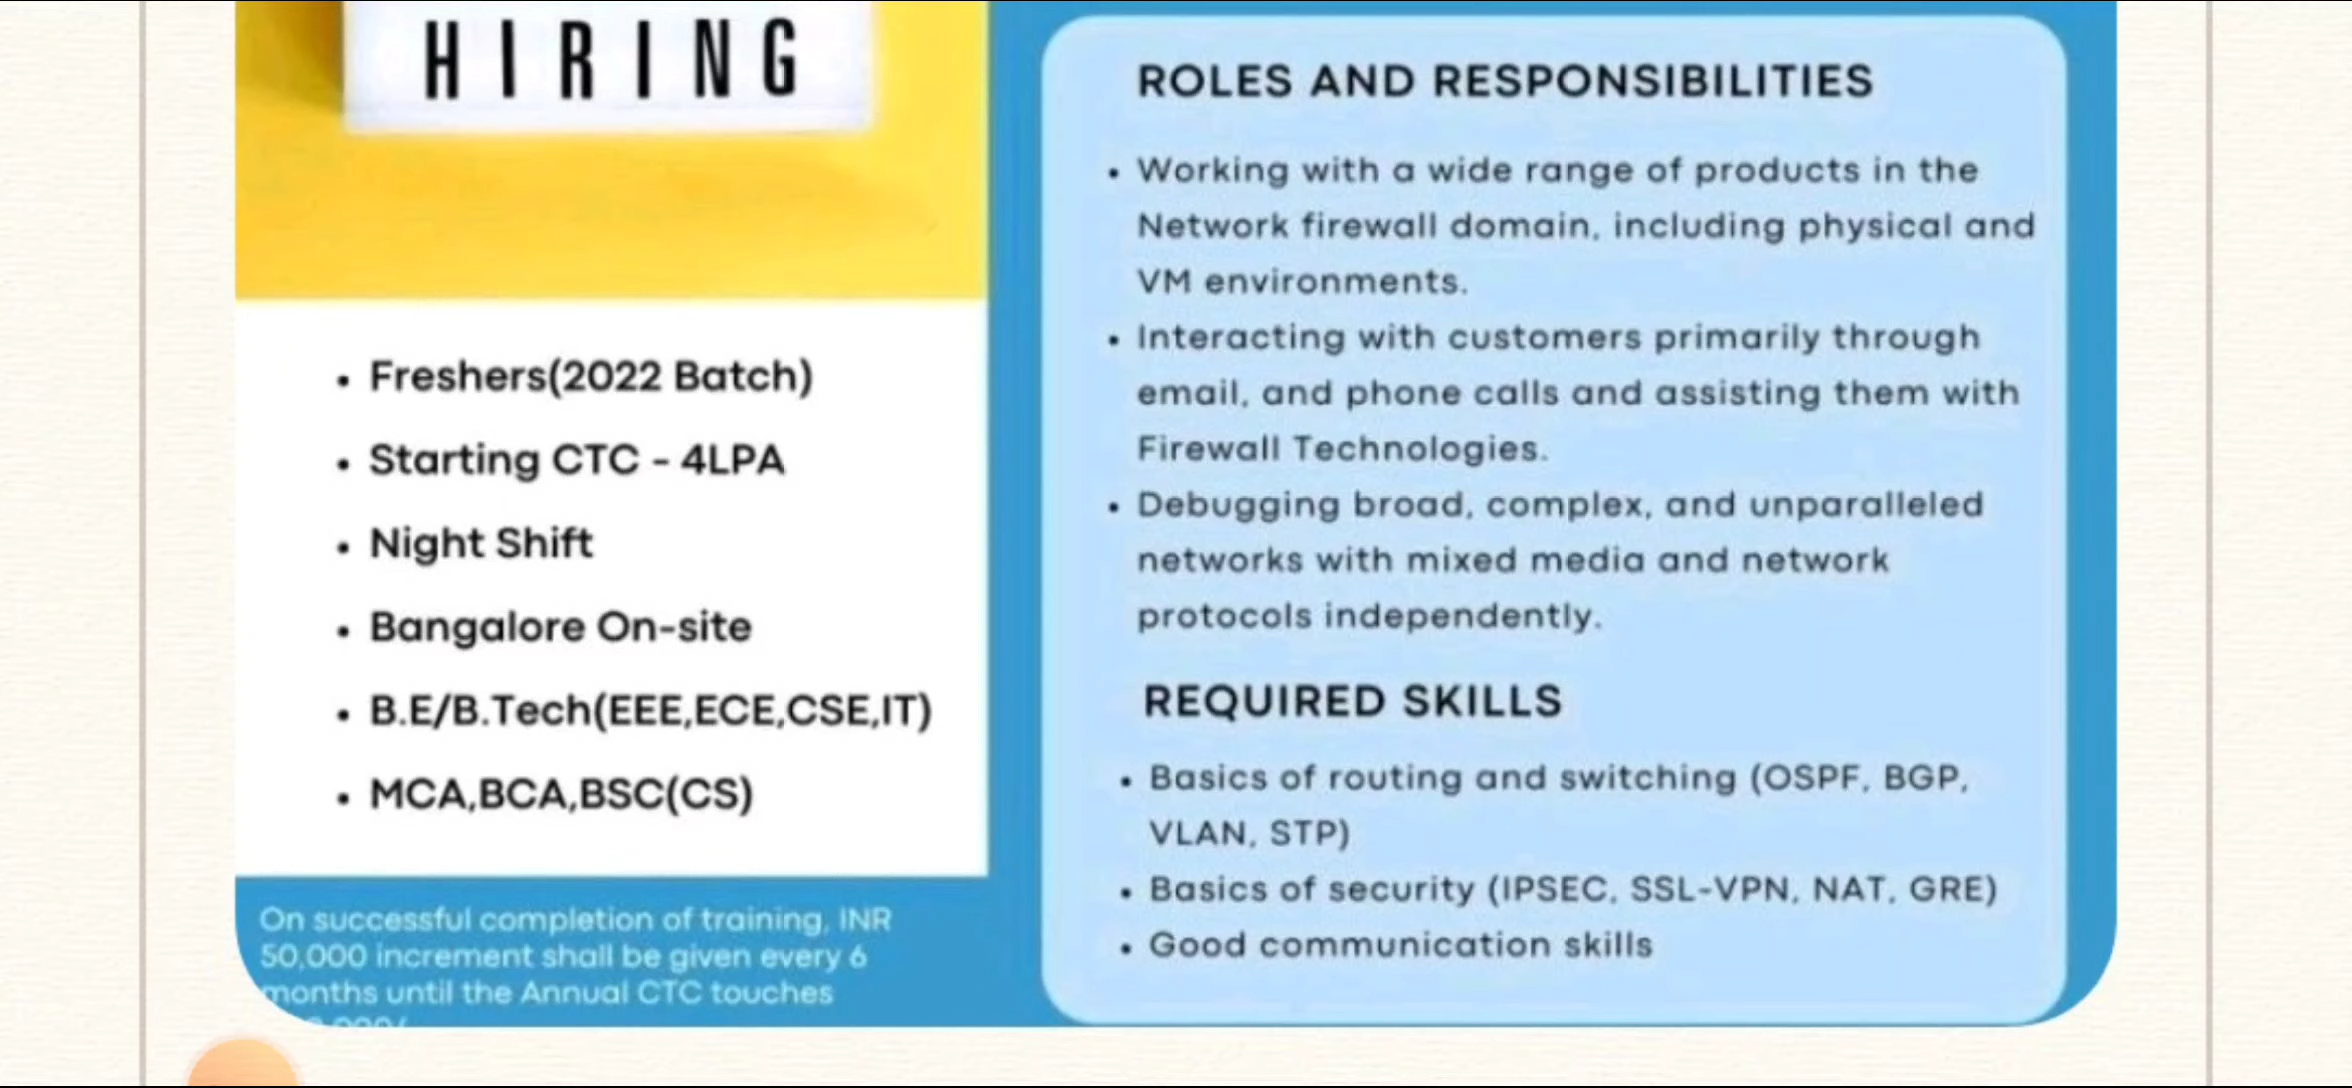 HIRING
• Freshers(2022 Batch)
• Starting CTC - 4LPA
• Night Shift
• Bangalore On-site
• B.E/B.Tech(EEE,ECE,CSE,IT)
• MCA,BCA,BSC(CS)
On successful completion of training, INR
50,000 increment shall be given every 6
months until the Annual CTC touches
ROLES AND RESPONSIBILITIES
• Working with a wide range of products in the
Network firewall domain, including physical and
VM environments.
• Interacting with customers primarily through
email, and phone calls and assisting them with
Firewall Technologies.
• Debugging broad, complex, and unparalleled
networks with mixed media and network
protocols independently.
REQUIRED SKILLS
• Basics of routing and switching (OSPF, BGP,
VLAN, STP)
• Basics of security (IPSEC, SSL-VPN, NAT, GRE)
• Good communication skills